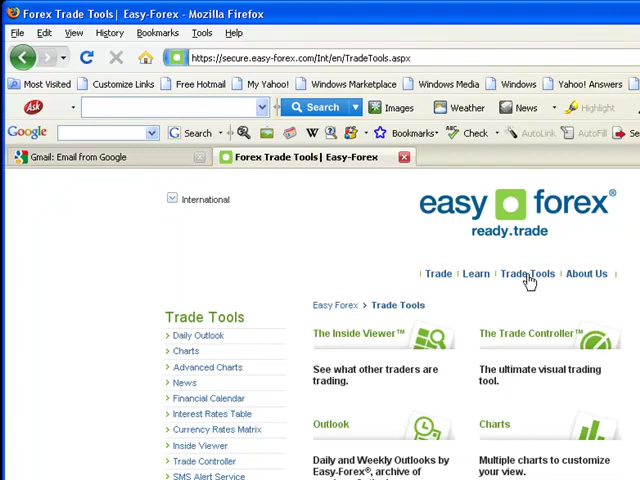 Forex Trade Tools| Easy-Forex - Mozilla Firefox
File Edit View History Bookmarks Tools Help
https://secure.easy-forex.com/Int/en/TradeTools.aspx
Most Visited Customize Links Free Hotmail My Yahoo! Windows Marketplace Windows Media Windows Yahoo! Answers
Ask Search Images Weather News Highlight
Google Search Bookmarks Check AutoLink AutoFill Se
Gmail: Email from Google Forex Trade Tools| Easy-Forex
International
easy forex®
ready.trade
Trade Learn Trade Tools About Us
Easy Forex > Trade Tools
Trade Tools
Daily Outlook
Charts
Advanced Charts
News
Financial Calendar
Interest Rates Table
Currency Rates Matrix
Inside Viewer
Trade Controller
SMS Alert Service
The Inside Viewer™
See what other traders are
trading.
The Trade Controller™
The ultimate visual trading
tool.
Outlook
Daily and Weekly Outlooks by
Easy-Forex®, archive of
Charts
Multiple charts to customize
your view.